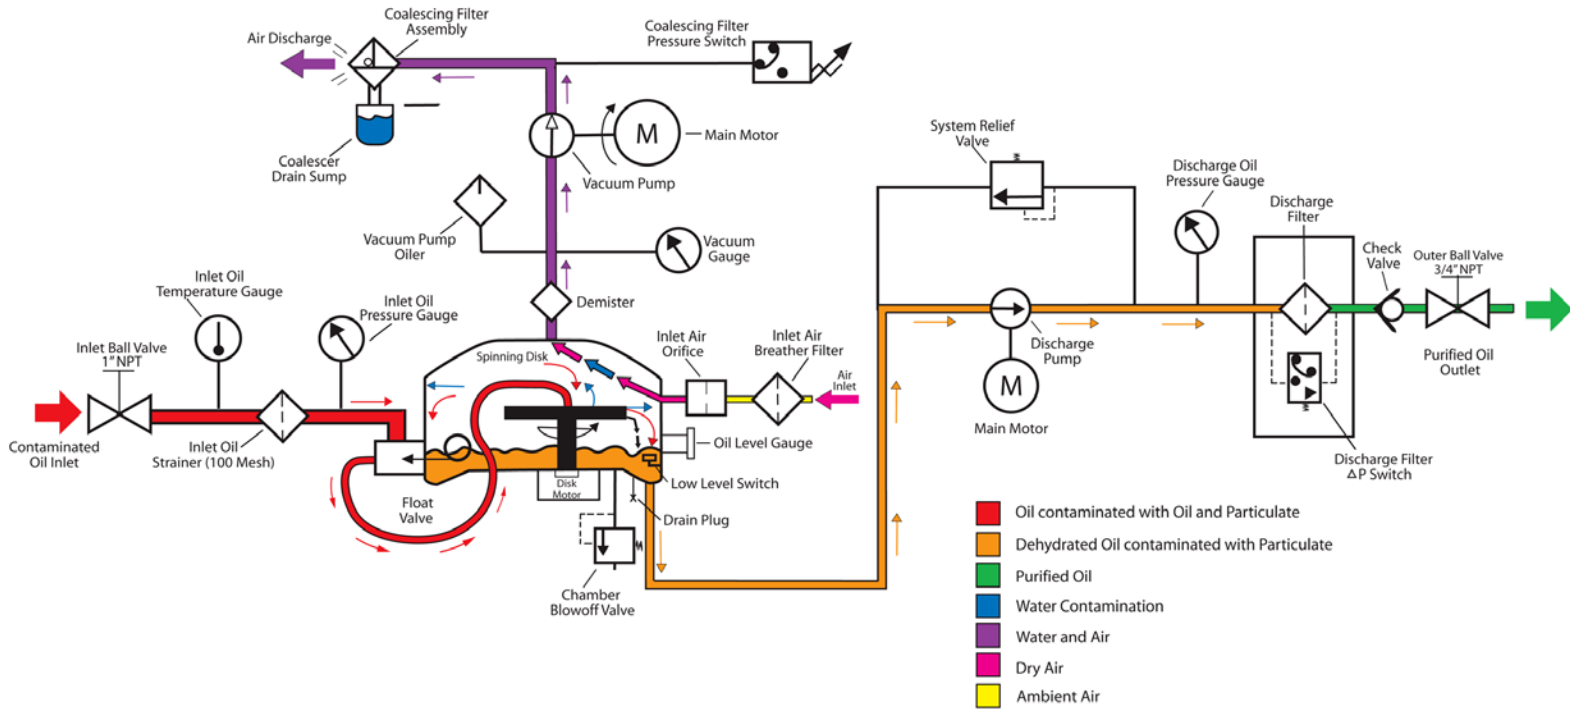 Coalescing Filter
Assembly
Air Discharge
Coalescing Filter
Pressure Switch
M
Main Motor
Coalescer
Drain Sump
Vacuum Pump
System Relief
Valve
Discharge Oil
Pressure Gauge
Discharge
Filter
Check
Valve
Outer Ball Valve
3/4" NPT
Vacuum Pump
Oiler
Vacuum
Gauge
Inlet Oil
Temperature Gauge
Inlet Oil
Pressure Gauge
Demister
Inlet Ball Valve
1" NPT
Spinning Disk
Inlet Air
Orifice
Inlet Air
Breather Filter
Air
Inlet
Discharge
Pump
M
Main Motor
Purified Oil
Outlet
Contaminated
Oil Inlet
Inlet Oil
Strainer (100 Mesh)
Oil Level Gauge
Discharge Filter
ΔP Switch
Float
Valve
Disk
Motor
Low Level Switch
Drain Plug
Chamber
Blowoff Valve
Oil contaminated with Oil and Particulate
Dehydrated Oil contaminated with Particulate
Purified Oil
Water Contamination
Water and Air
Dry Air
Ambient Air